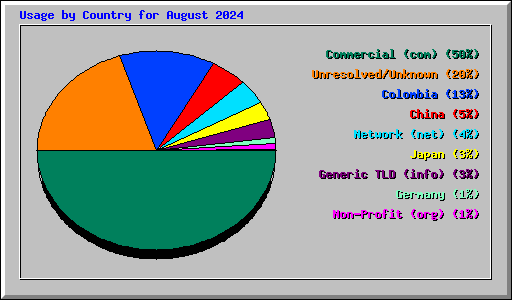 Usage by Country for August 2024
Commercial (com) (50%)
Unresolved/Unknown (20%)
Colombia (13%)
China (5%)
Network (net) (4%)
Japan (3%)
Generic TLD (info) (3%)
Germany (1%)
Non-Profit (org) (1%)